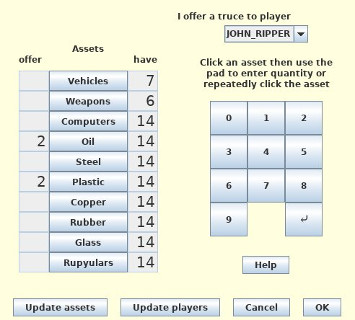 I offer a truce to player
JOHN_RIPPER
Assets
offer have
Click an asset then use the
pad to enter quantity or
repeatedly click the asset
Vehicles 7
Weapons 6
Computers 14
2 Oil 14
Steel 14
2 Plastic 14
Copper 14
Rubber 14
Glass 14
Rupyulars 14
0 1 2
3 4 5
6 7 8
9 ↵
Help
Update assets Update players Cancel OK